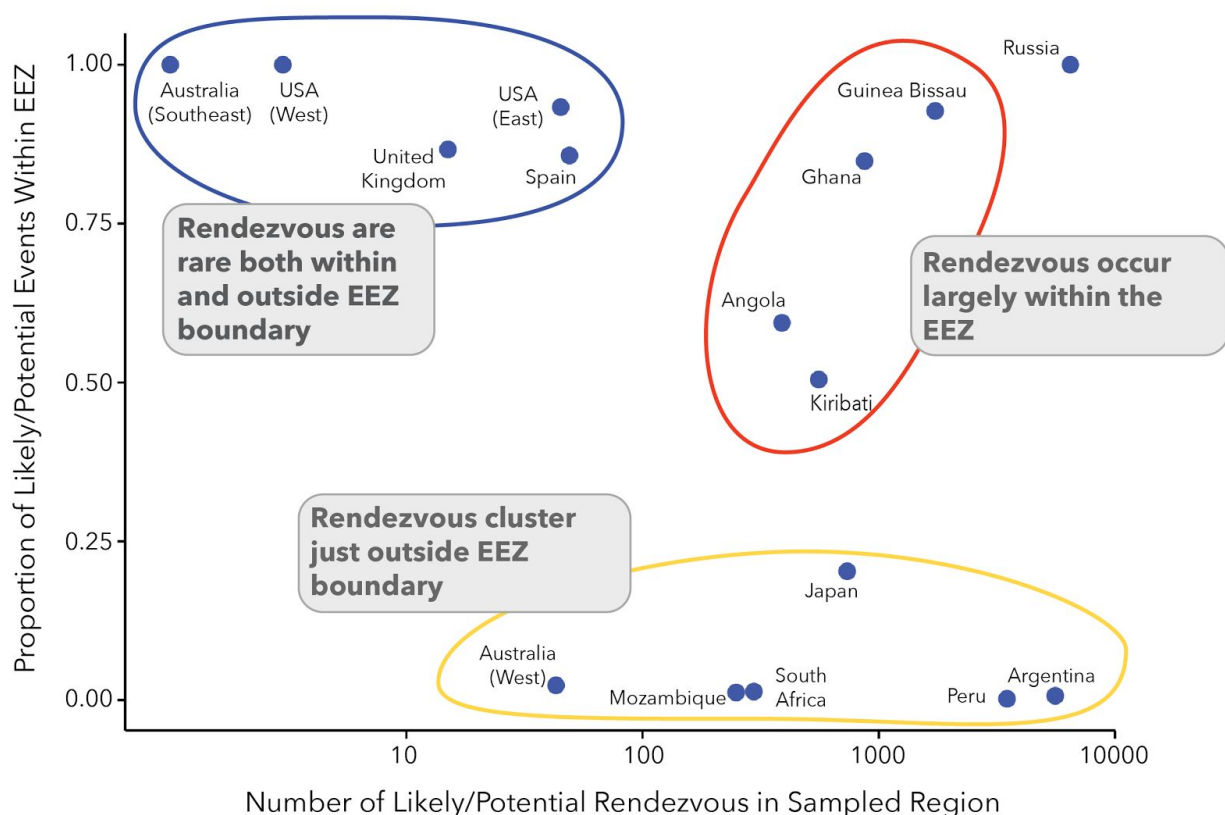 Proportion of Likely/Potential Events Within EEZ
1.00
0.75
0.50
0.25
0.00
Australia
(Southeast)
USA
(West)
USA
(East)
United
Kingdom
Spain
Rendezvous are
rare both within
and outside EEZ
boundary
Russia
Guinea Bissau
Ghana
Angola
Kiribati
Rendezvous occur
largely within the
EEZ
Rendezvous cluster
just outside EEZ
boundary
Japan
Australia
(West)
Mozambique
South
Africa
Peru
Argentina
10
100
1000
10000
Number of Likely/Potential Rendezvous in Sampled Region